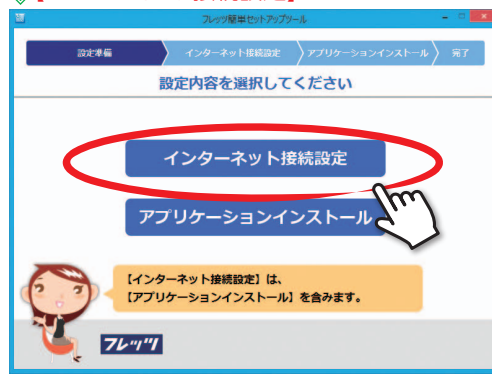 フレッツ簡単セットアップツール
設定準備
インターネット接続設定
アプリケーションインストール
完了
設定内容を選択してください
インターネット接続設定
アプリケーションインストール
【インターネット接続設定】は、
【アプリケーションインストール】を含みます。
フレッツ